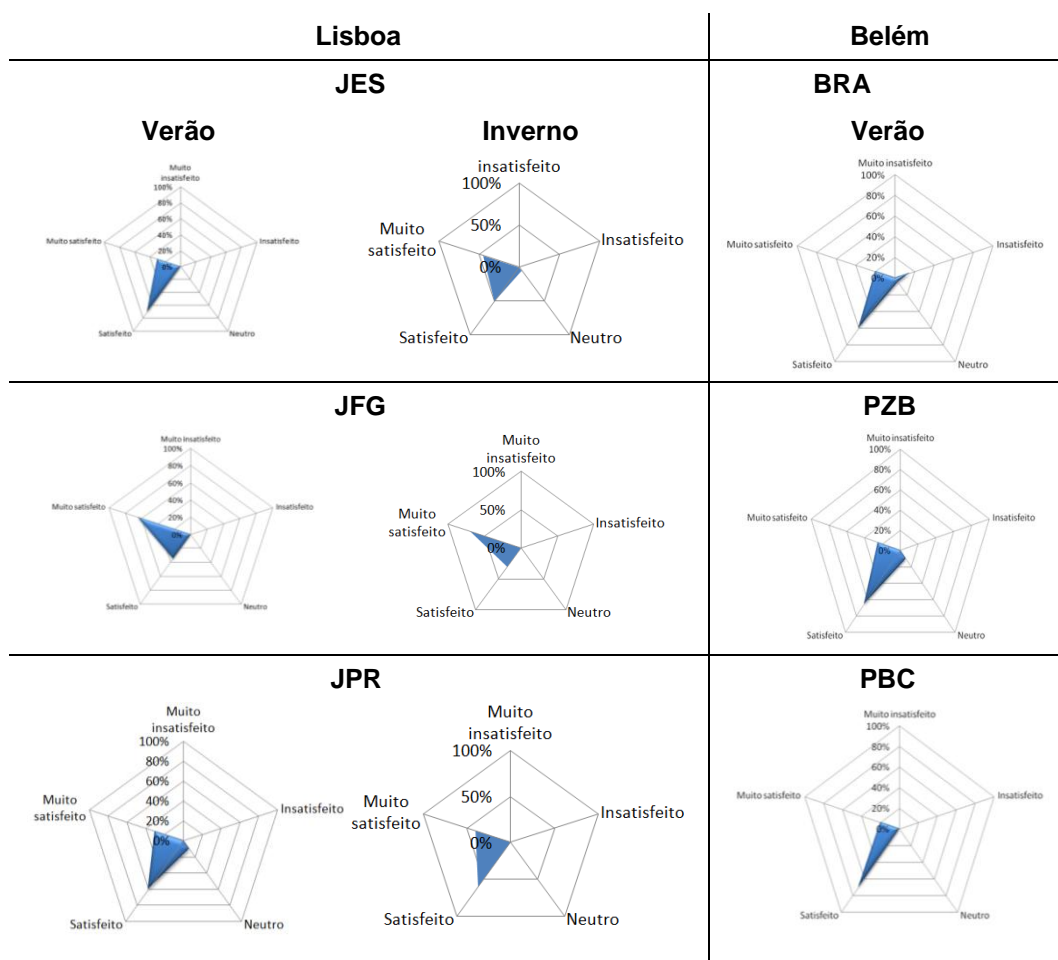 Lisboa
Belém
JES
BRA
Verão
Inverno
Verão
Muito
insatisfeito
100%
80%
60%
40%
20%
0%
Muito satisfeito
Insatisfeito
Satisfeito
Neutro
insatisfeito
100%
50%
0%
Muito
satisfeito
Insatisfeito
Satisfeito
Neutro
Muito insatisfeito
100%
80%
60%
40%
20%
0%
Muito satisfeito
Insatisfeito
Satisfeito
Neutro
JFG
PZB
Muito insatisfeito
100%
80%
60%
40%
20%
0%
Muito satisfeito
Insatisfeito
Satisfeito
Neutro
Muito
insatisfeito
100%
50%
0%
Muito
satisfeito
Insatisfeito
Satisfeito
Neutro
Muito insatisfeito
100%
80%
60%
40%
20%
0%
Muito satisfeito
Insatisfeito
Satisfeito
Neutro
JPR
PBC
Muito
insatisfeito
100%
80%
60%
40%
20%
0%
Muito
satisfeito
Insatisfeito
Satisfeito
Neutro
Muito
insatisfeito
100%
50%
0%
Muito
satisfeito
Insatisfeito
Satisfeito
Neutro
Muito insatisfeito
100%
80%
60%
40%
20%
0%
Muito satisfeito
Insatisfeito
Satisfeito
Neutro